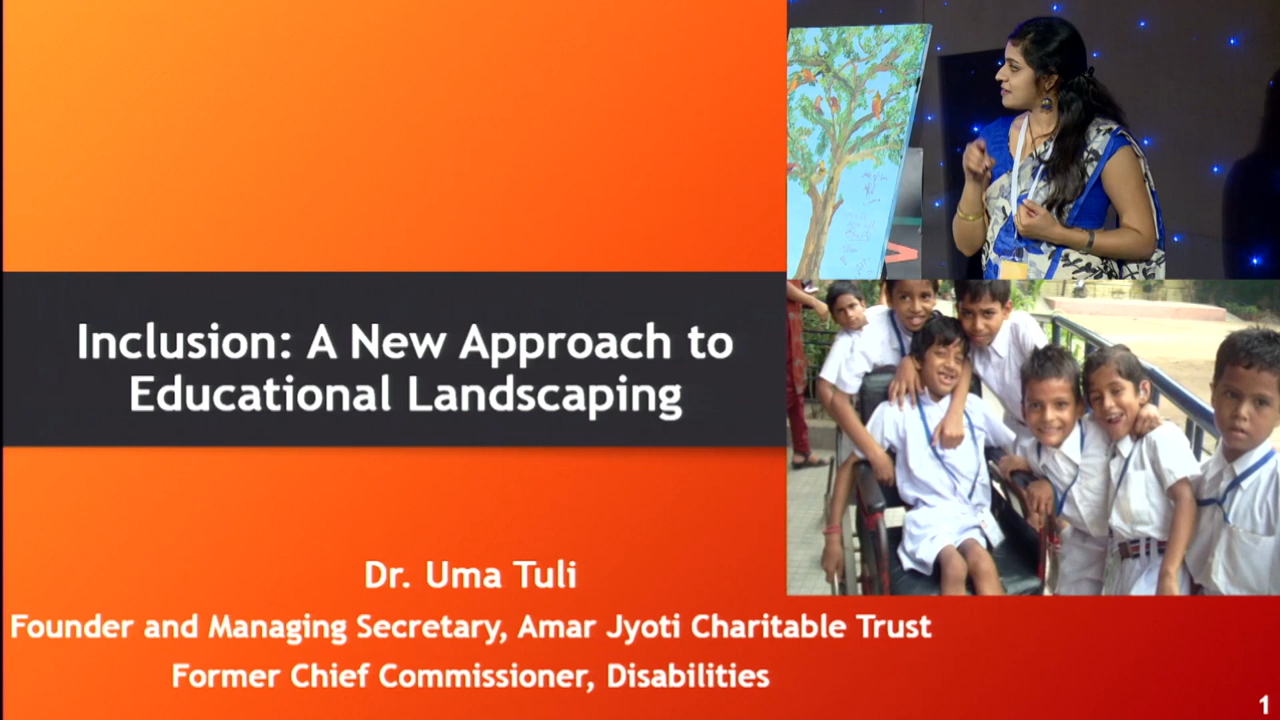 Inclusion: A New Approach to
Educational Landscaping
Dr. Uma Tuli
Founder and Managing Secretary, Amar Jyoti Charitable Trust
Former Chief Commissioner, Disabilities
1